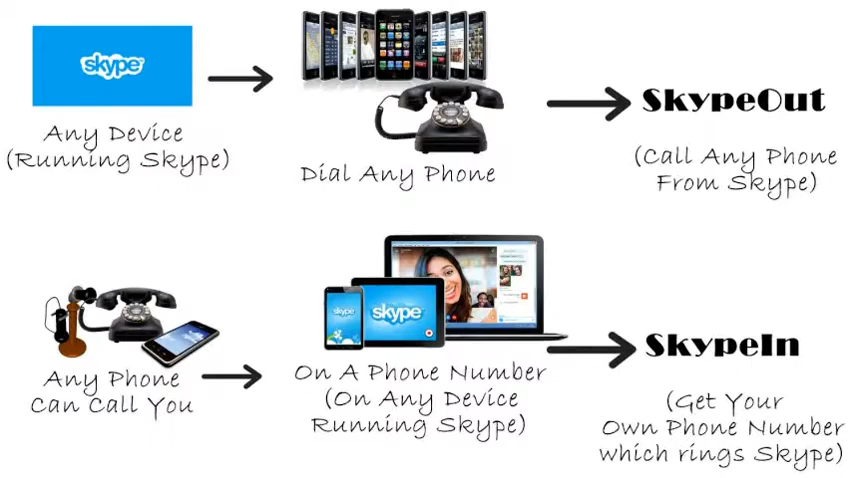 skype
Any Device
(Running Skype)
Dial Any Phone
SkypeOut
(Call Any Phone
From Skype)
Any Phone
Can Call You
skype
skype
On A Phone Number
(On Any Device
Running Skype)
SkypeIn
(Get Your
Own Phone Number
which rings Skype)